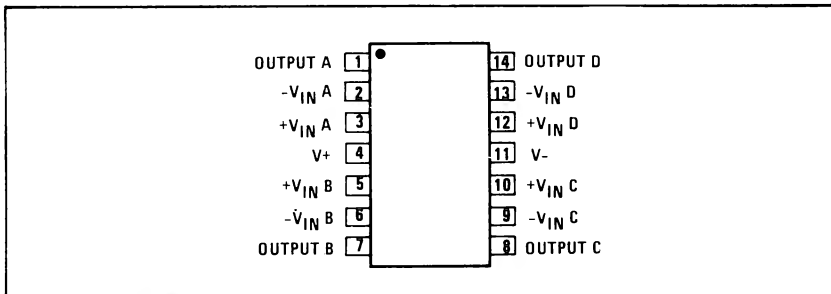 OUTPUT A 1 14 OUTPUT D
-VIN A 2 13 -VIN D
+VIN A 3 12 +VIN D
V+ 4 11 V-
+VIN B 5 10 +VIN C
-VIN B 6 9 -VIN C
OUTPUT B 7 8 OUTPUT C